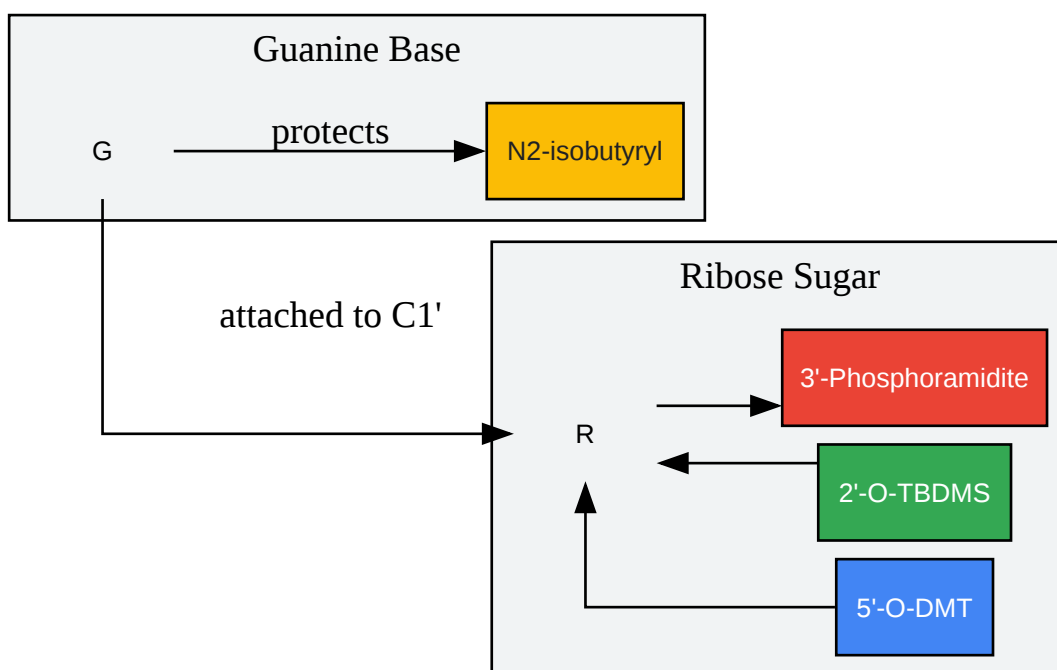 Guanine Base
G
protects
N2-isobutyryl
attached to C1'
Ribose Sugar
3'-Phosphoramidite
R
2'-O-TBDMS
5'-O-DMT